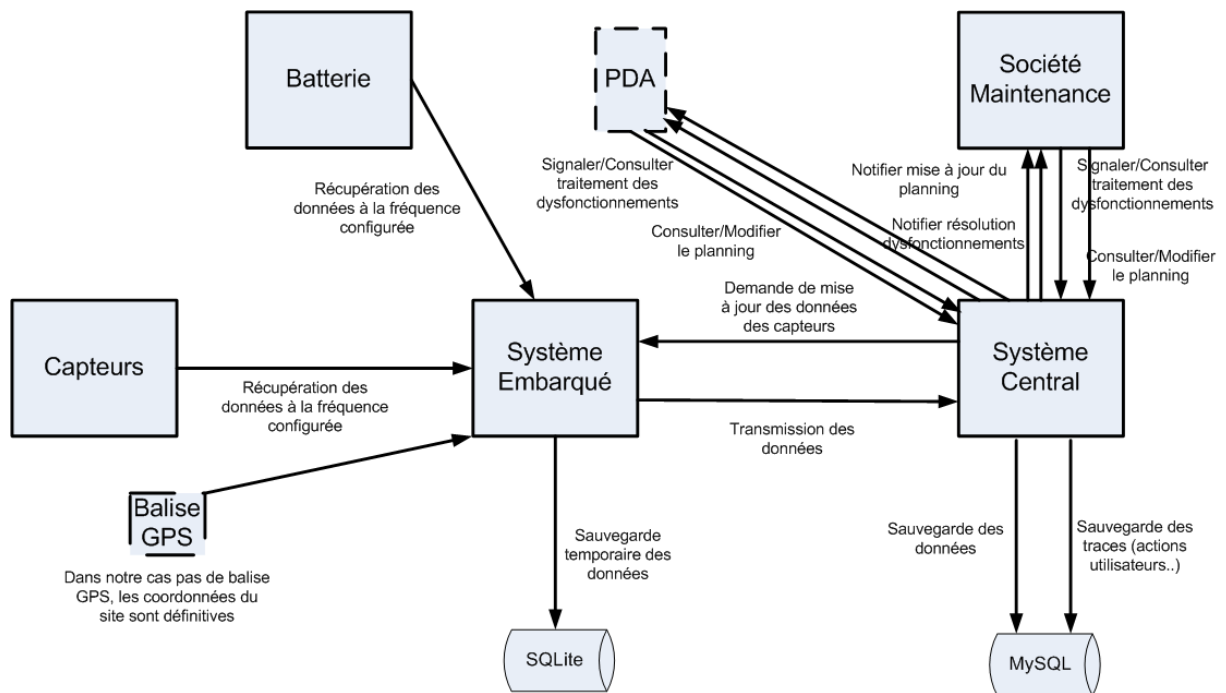 Batterie
PDA
Société
Maintenance
Récupération des
données à la fréquence
configurée
Signaler/Consulter
traitement des
dysfonctionnements
Consulter/Modifier
le planning
Notifier mise à jour du
planning
Notifier résolution
dysfonctionnements
Signaler/Consulter
traitement des
dysfonctionnements
Consulter/Modifier
le planning
Demande de mise
à jour des données
des capteurs
Capteurs
Récupération des
données à la fréquence
configurée
Système
Embarqué
Système
Central
Transmission des
données
Balise
GPS
Dans notre cas pas de balise
GPS, les coordonnées du
site sont définitives
Sauvegarde
temporaire des
données
Sauvegarde des
données
Sauvegarde des
traces (actions
utilisateurs..)
SQLite
MySQL